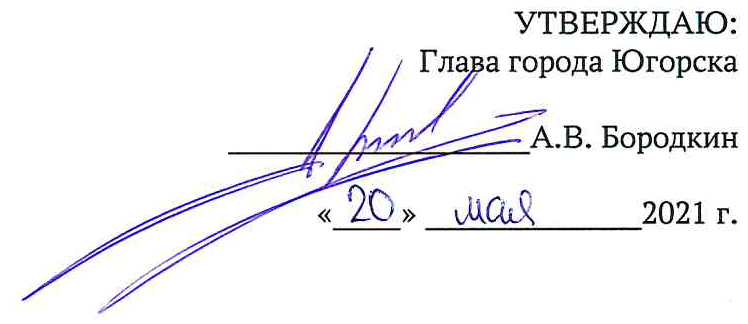 УТВЕРЖДАЮ:
Глава города Югорска
А.В. Бородкин
«20» мая 2021 г.